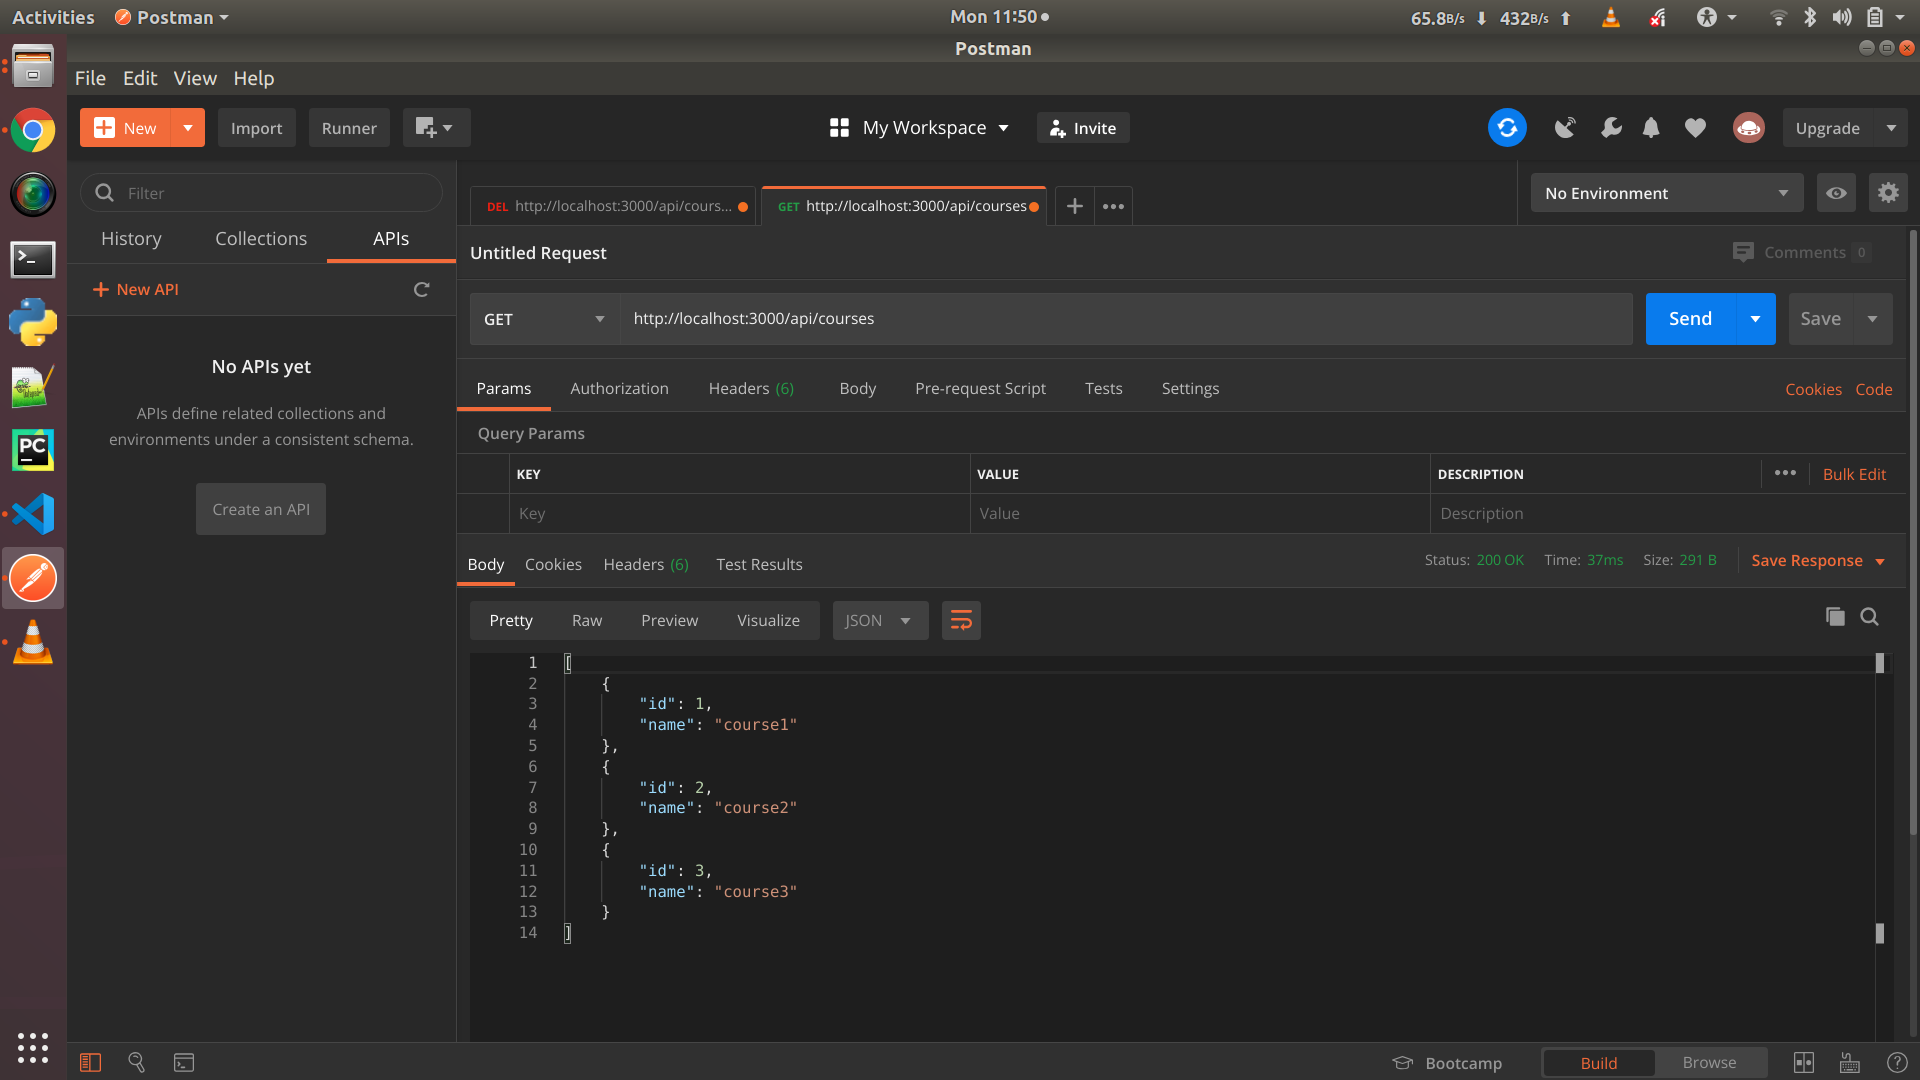 Activities Postman Mon 11:50 65.8B/s 432B/s
Postman
File Edit View Help
New Import Runner My Workspace Invite Upgrade
Filter
History Collections APIs
New API
No APIs yet
APIs define related collections and
environments under a consistent schema.
Create an API
DEL http://localhost:3000/api/cours... GET http://localhost:3000/api/courses ••• No Environment
Untitled Request Comments 0
GET http://localhost:3000/api/courses Send Save
Params Authorization Headers (6) Body Pre-request Script Tests Settings Cookies Code
Query Params
KEY VALUE DESCRIPTION ••• Bulk Edit
Key Value Description
Body Cookies Headers (6) Test Results Status: 200 OK Time: 37ms Size: 291 B Save Response
Pretty Raw Preview Visualize JSON
1 [
2 {
3 "id": 1,
4 "name": "course1"
5 },
6 {
7 "id": 2,
8 "name": "course2"
9 },
10 {
11 "id": 3,
12 "name": "course3"
13 }
14 ]
PC
Bootcamp Build Browse